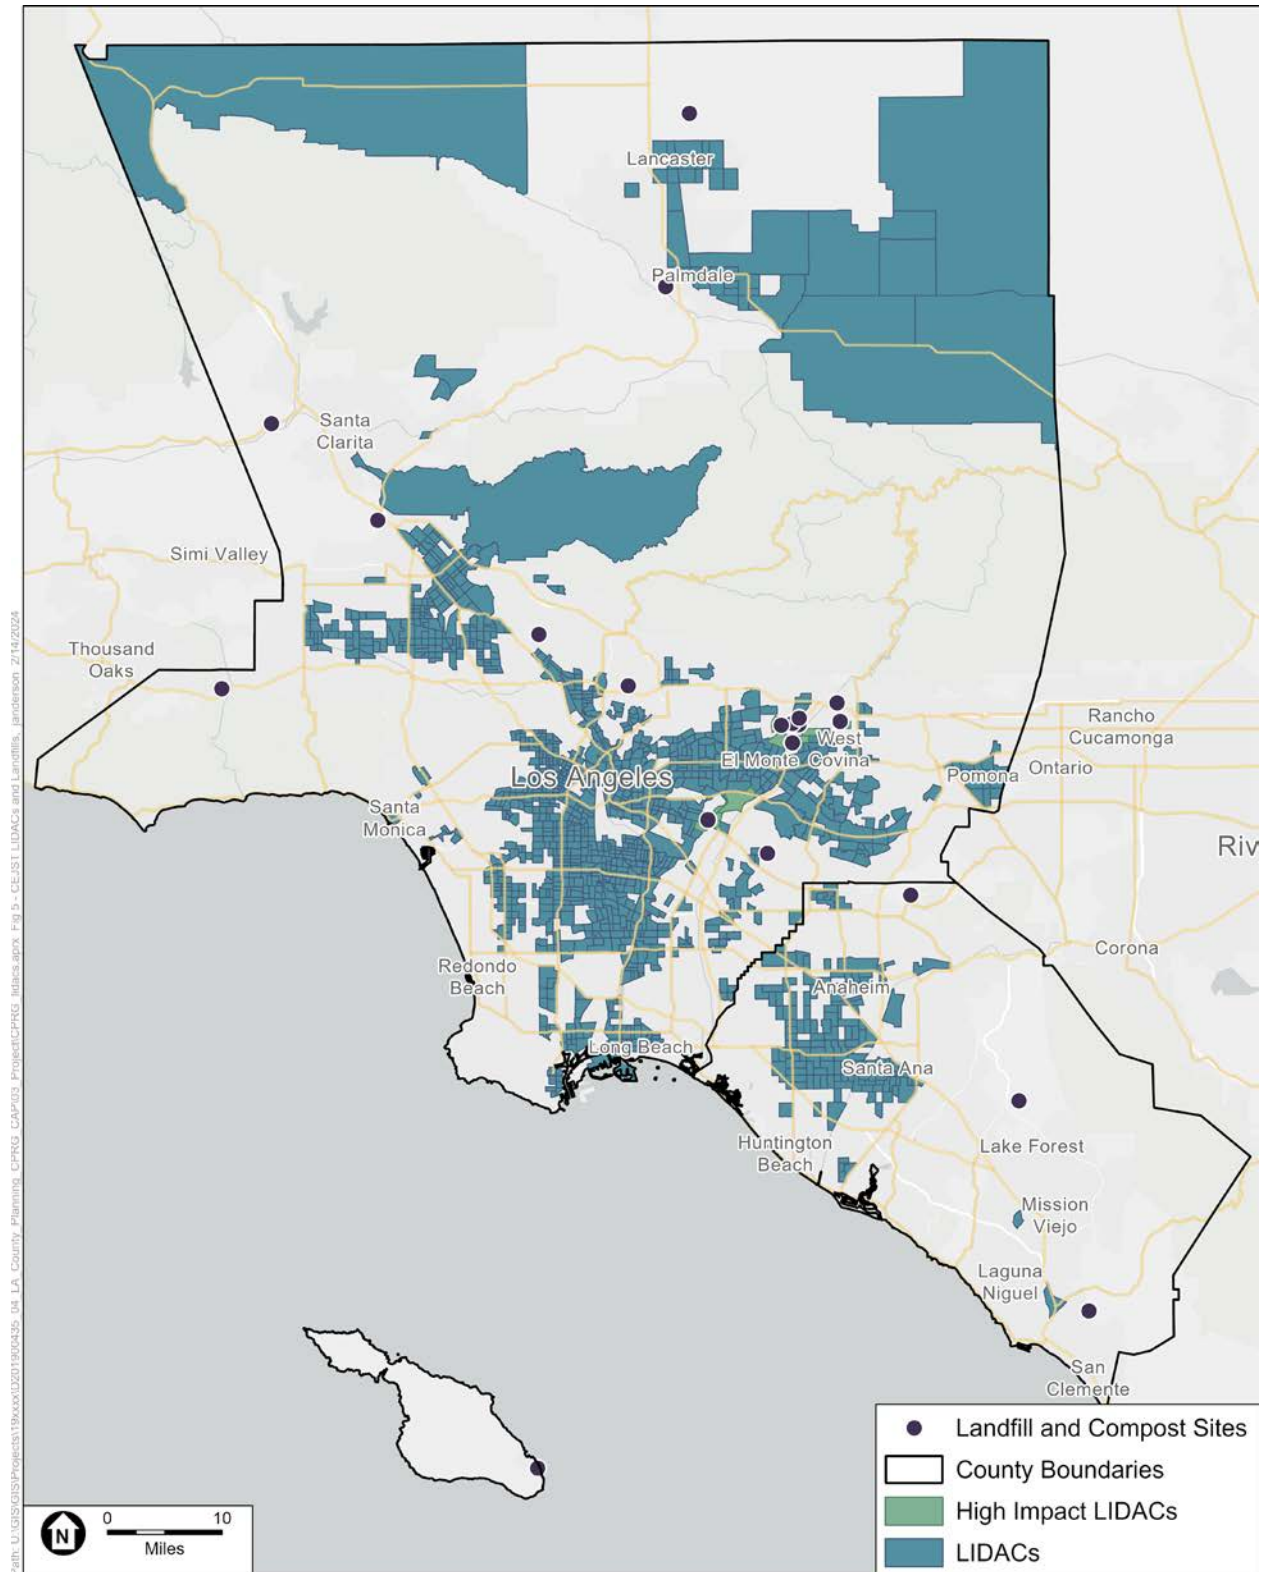 Lancaster
Palmdale
Santa
Clarita
Simi Valley
Thousand
Oaks
Rancho
Cucamonga
West
El Monte Covina
Pomona
Ontario
Los Angeles
Santa
Monica
Riv
Corona
Redondo
Beach
Anaheim
Long Beach
Santa Ana
Huntington
Beach
Lake Forest
Mission
Viejo
Laguna
Niguel
San
Clemente
Landfill and Compost Sites
County Boundaries
High Impact LIDACs
LIDACs
N
0 10
Miles